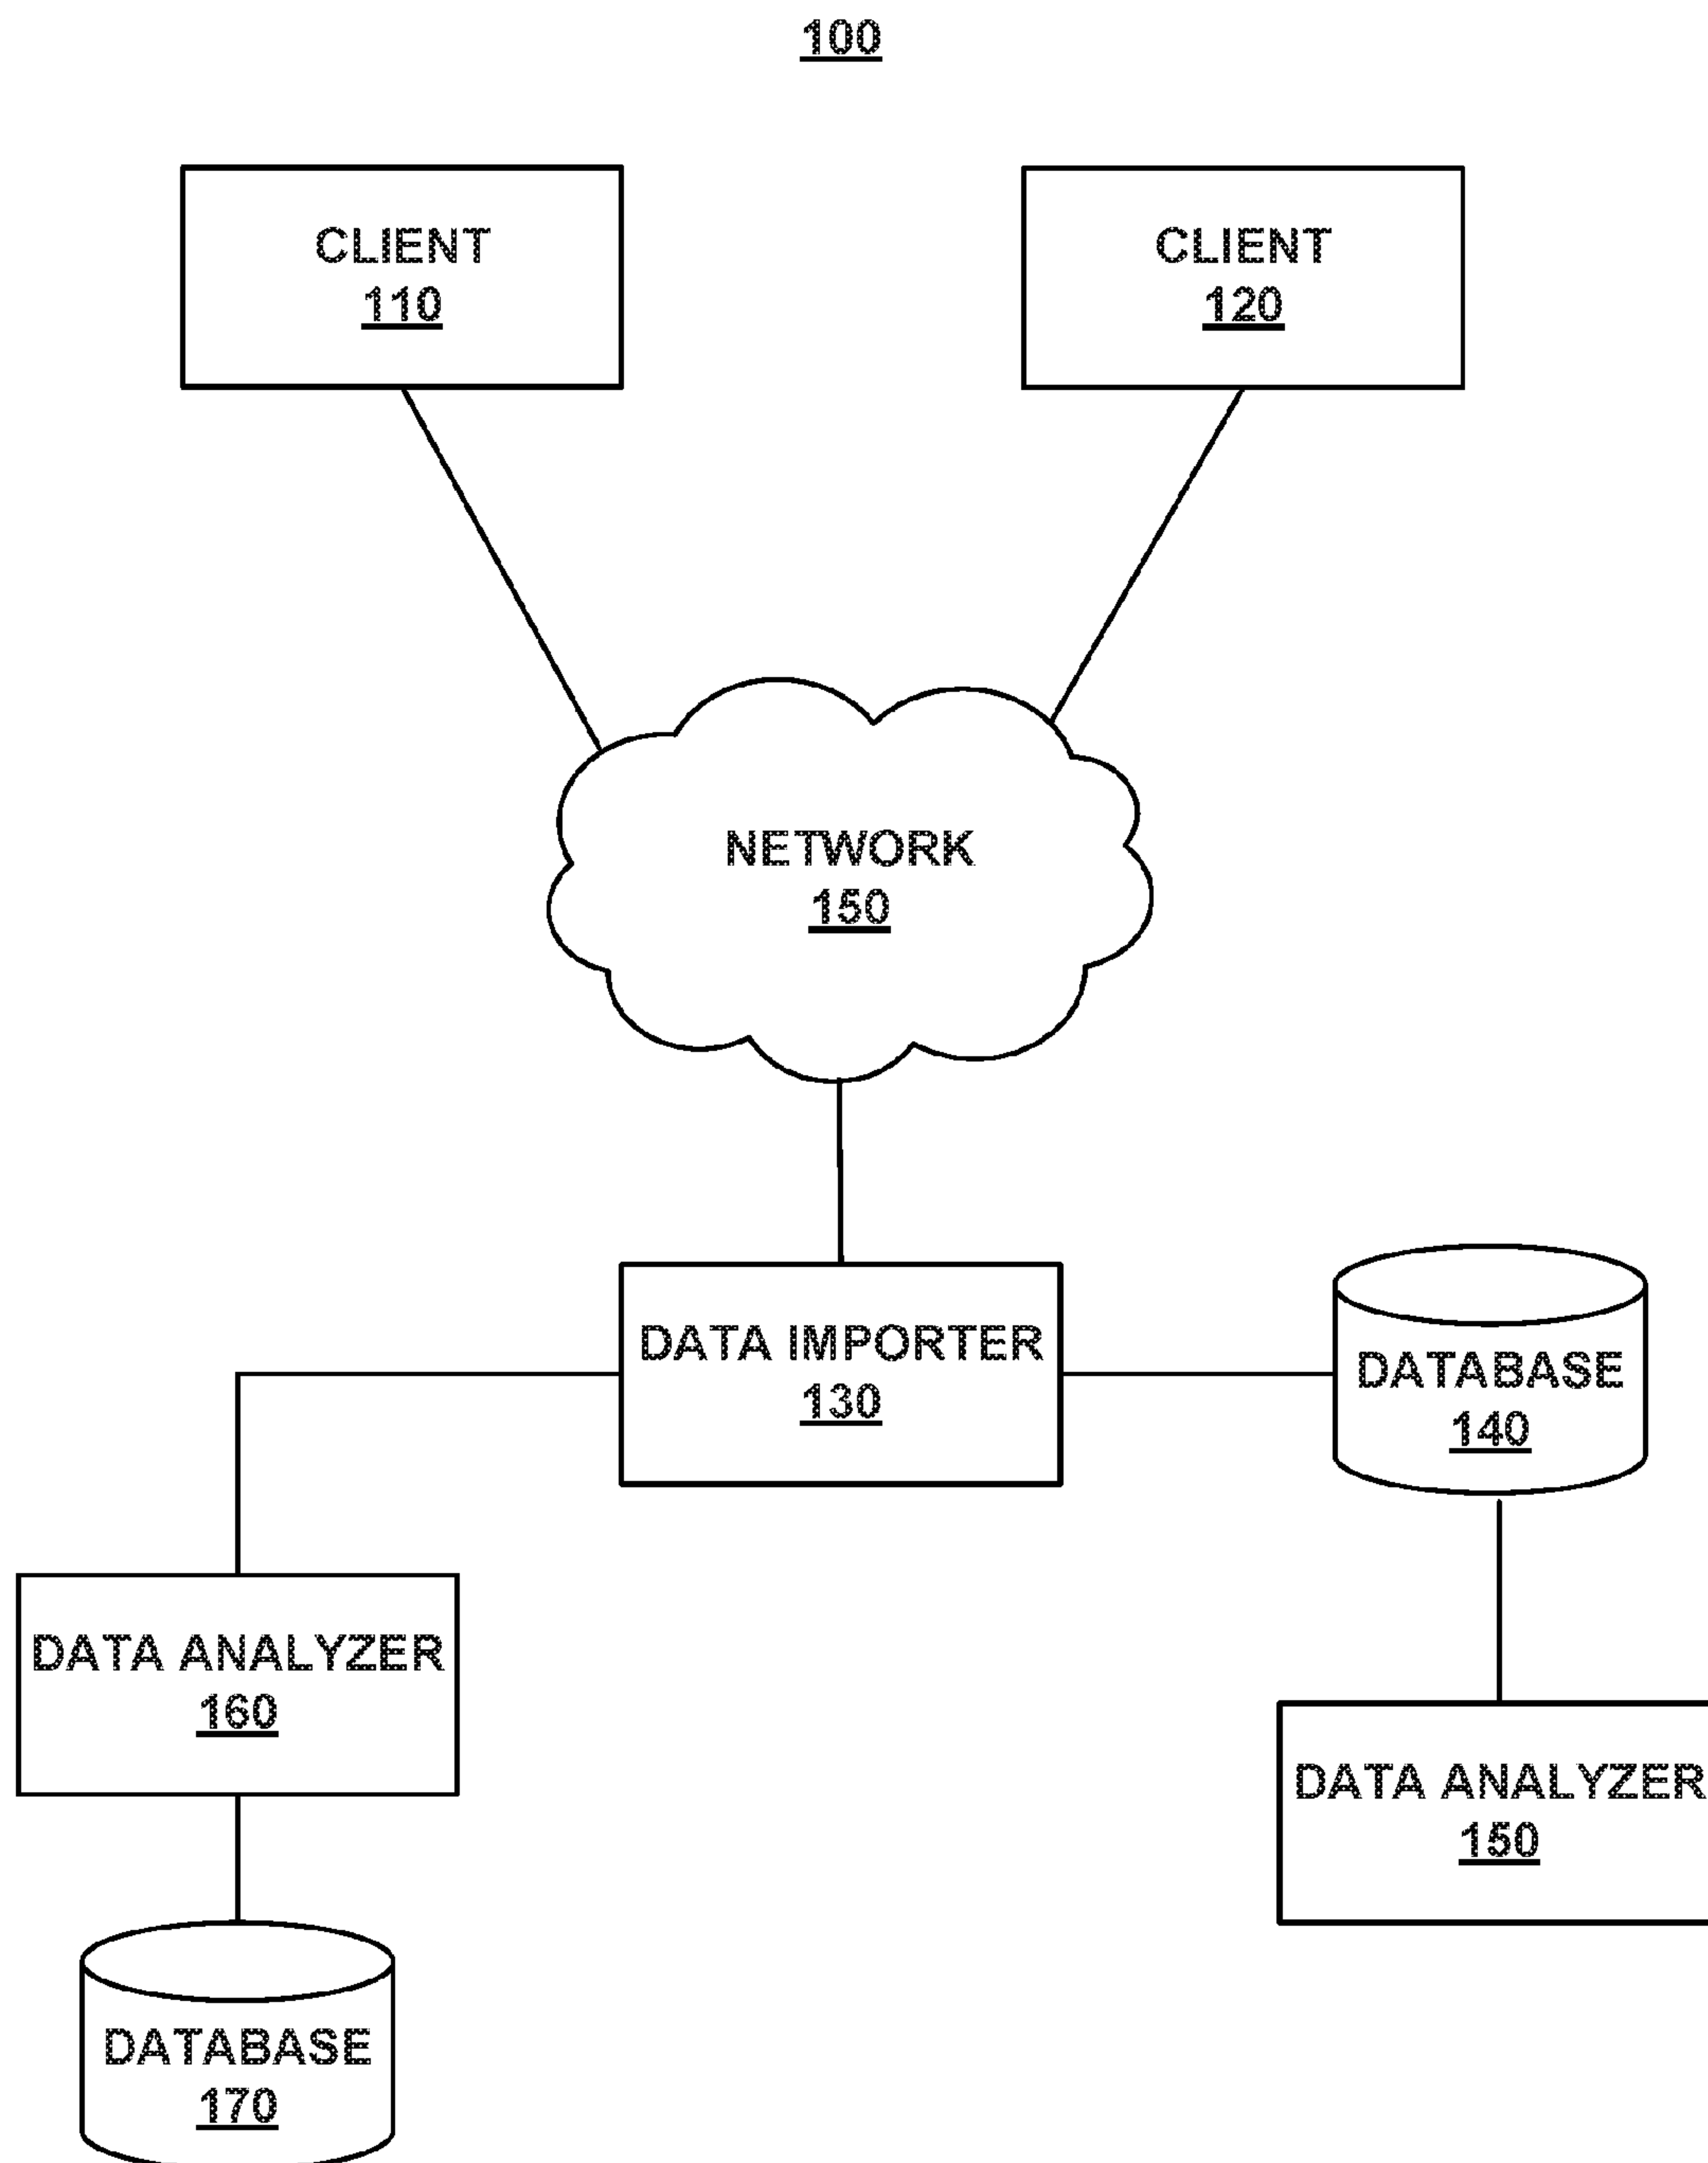 100
CLIENT
110
CLIENT
120
NETWORK
150
DATA IMPORTER
130
DATABASE
140
DATA ANALYZER
160
DATA ANALYZER
150
DATABASE
170